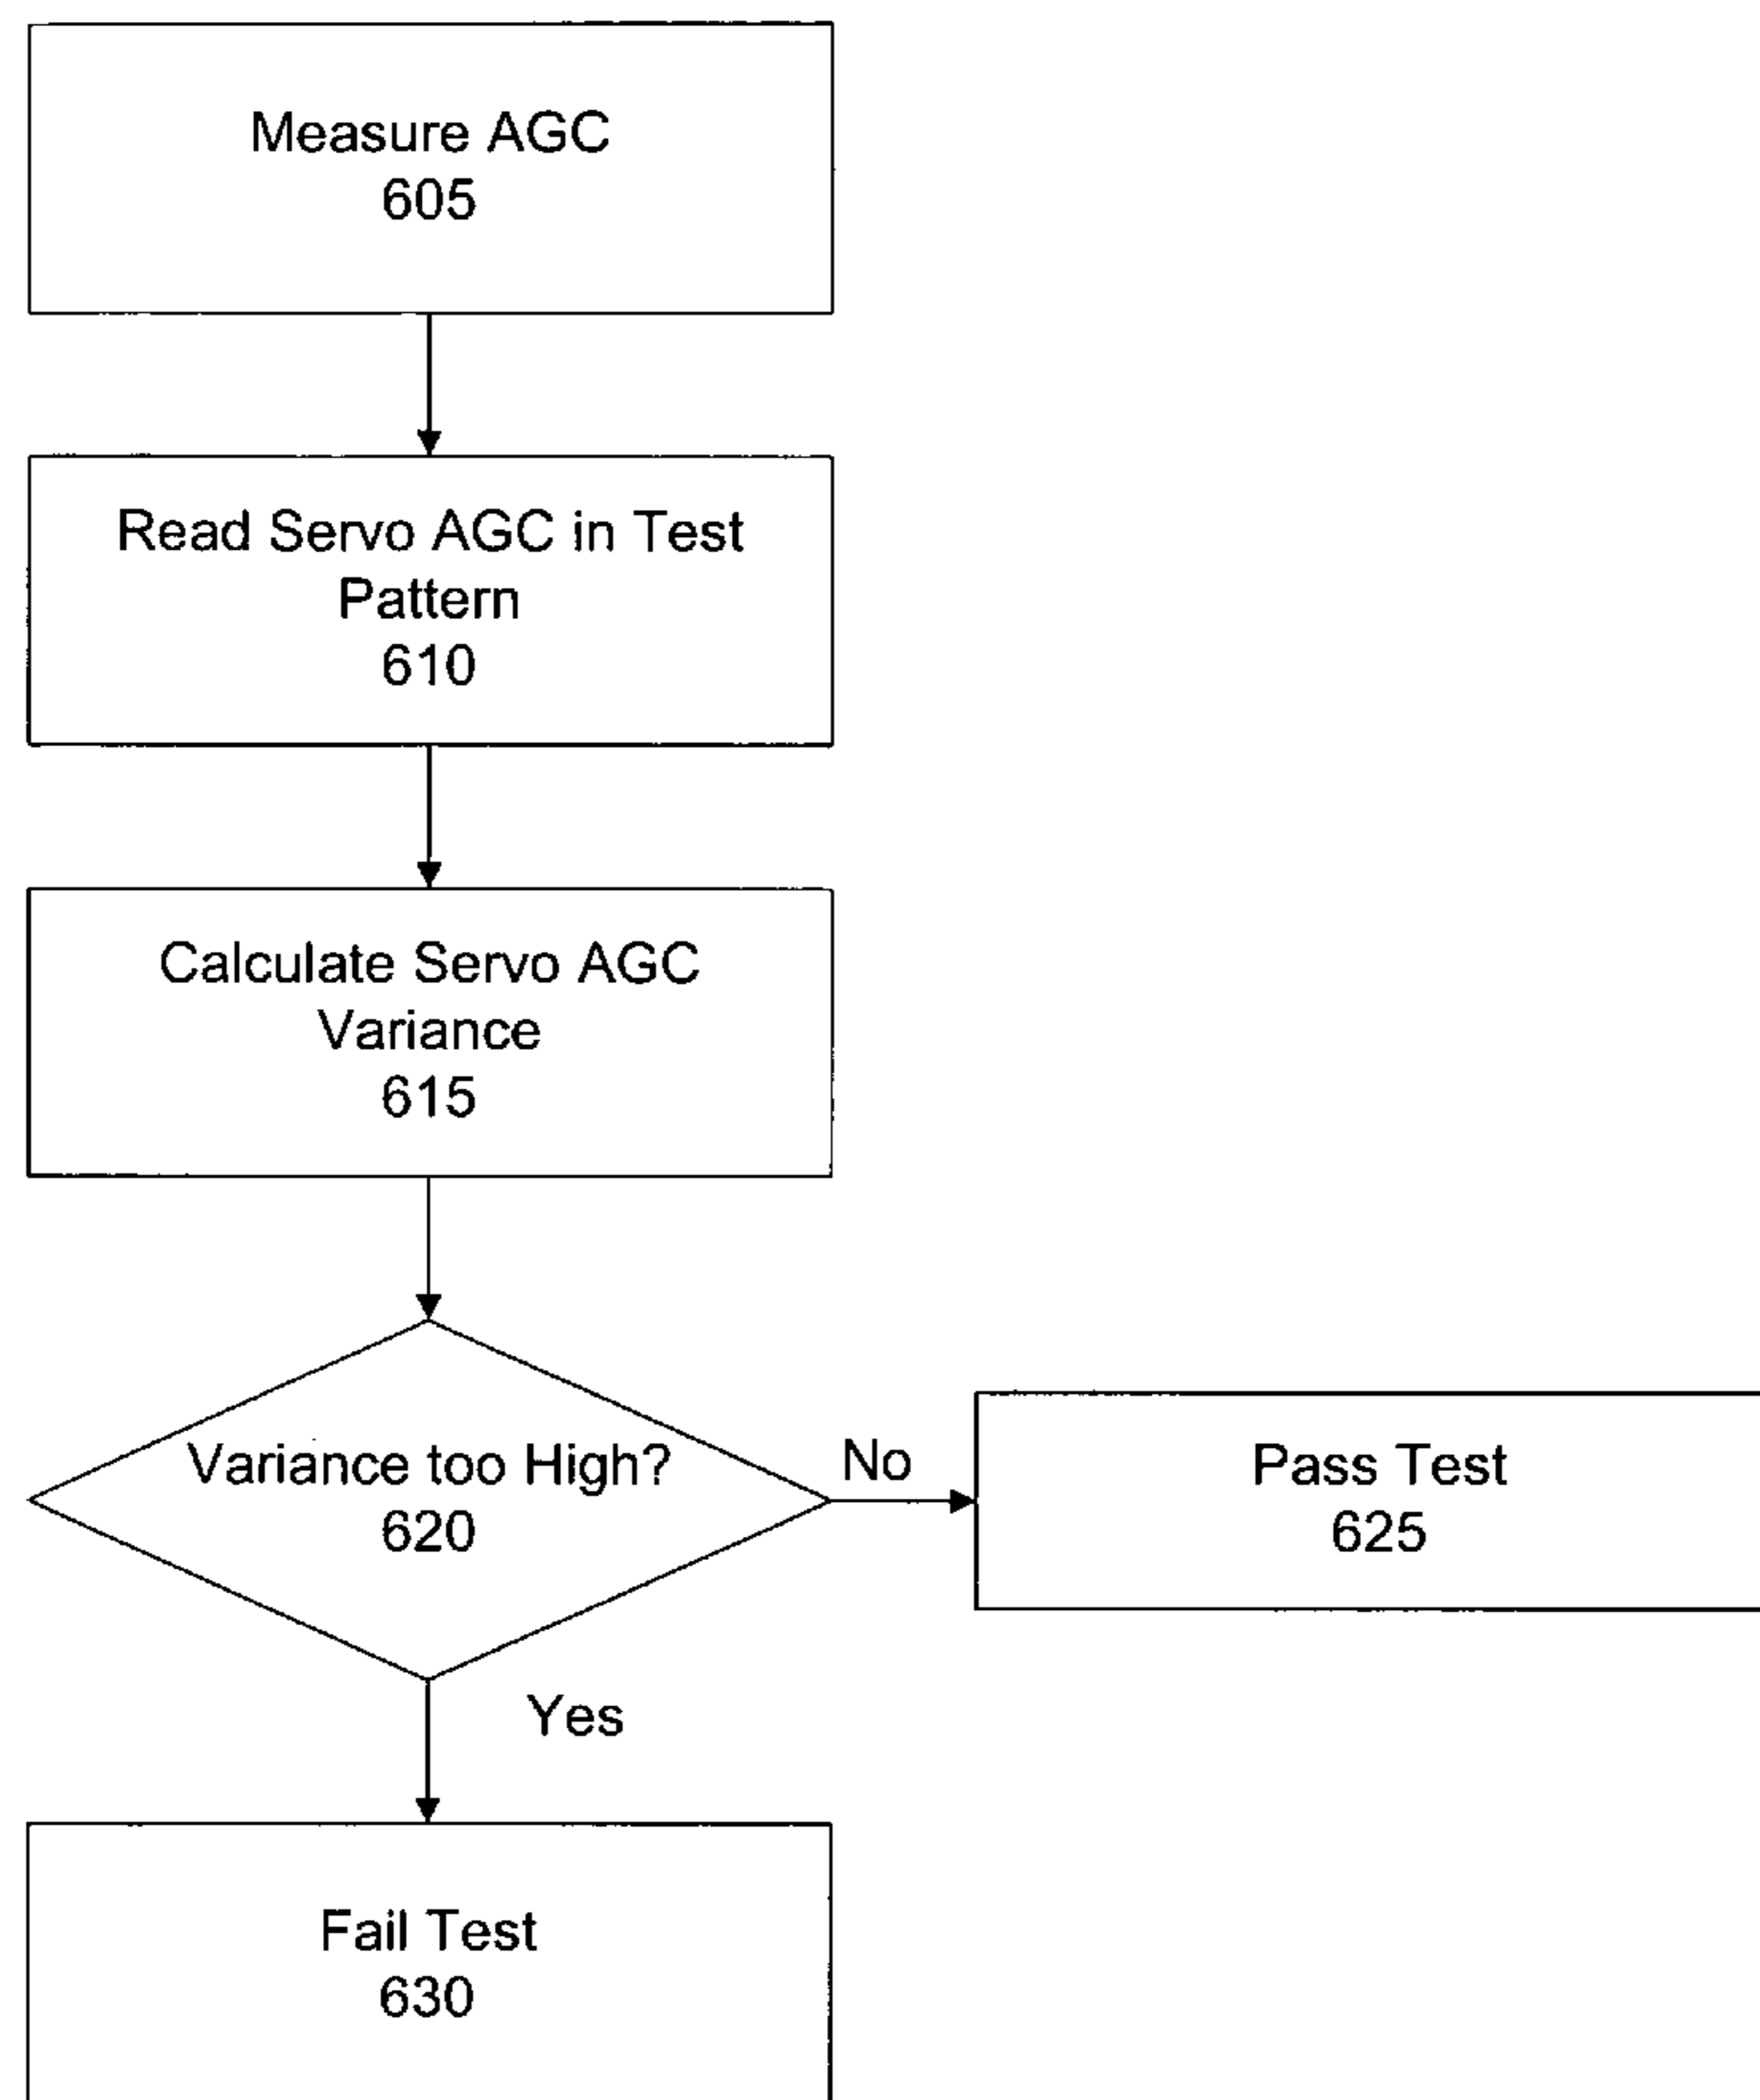 Measure AGC
605
Read Servo AGC in Test
Pattern
610
Calculate Servo AGC
Variance
615
Variance too High?
620
No
Pass Test
625
Yes
Fail Test
630